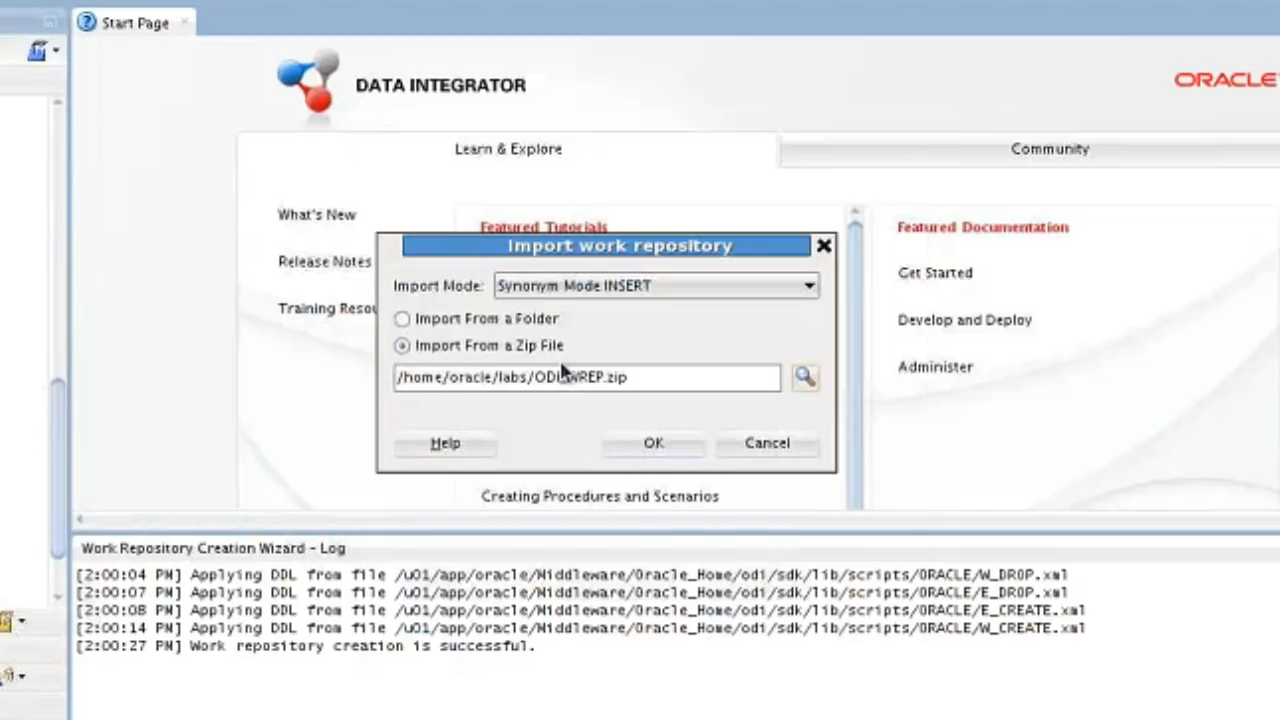 Start Page
DATA INTEGRATOR
ORACLE
Learn & Explore
Community
What's New
Featured Tutorials
Featured Documentation
Import work repository
Release Notes
Import Mode: Synonym Mode INSERT
Get Started
Training
Import From a Folder
Develop and Deploy
Import From a Zip File
Administer
/home/oracle/labs/ODI_WREP.zip
Help
OK
Cancel
Creating Procedures and Scenarios
Work Repository Creation Wizard - Log
[2:00:04 PM] Applying DDL from file /u01/app/oracle/Middleware/Oracle_Home/odi/sdk/lib/scripts/ORACLE/W_DROP.xml
[2:00:07 PM] Applying DDL from file /u01/app/oracle/Middleware/Oracle_Home/odi/sdk/lib/scripts/ORACLE/E_DROP.xml
[2:00:08 PM] Applying DDL from file /u01/app/oracle/Middleware/Oracle_Home/odi/sdk/lib/scripts/ORACLE/E_CREATE.xml
[2:00:14 PM] Applying DDL from file /u01/app/oracle/Middleware/Oracle_Home/odi/sdk/lib/scripts/ORACLE/W_CREATE.xml
[2:00:27 PM] Work repository creation is successful.